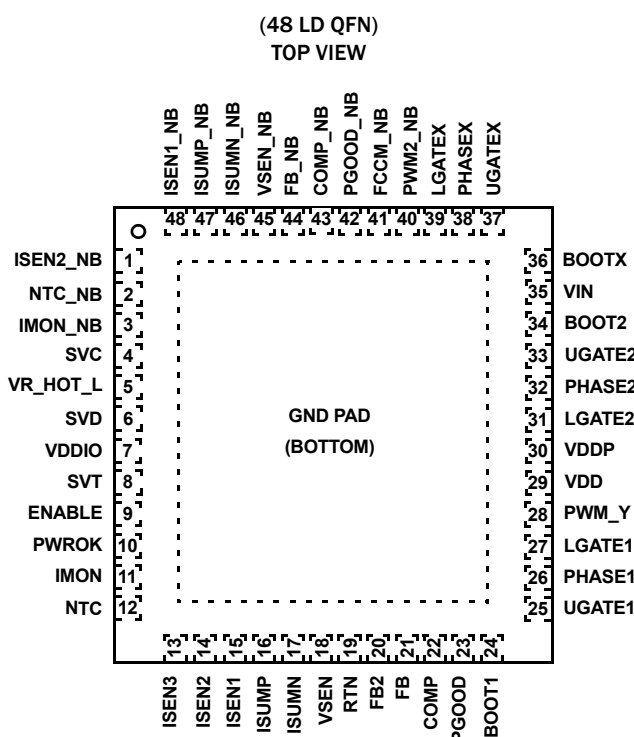 (48 LD QFN)
TOP VIEW
ISEN1_NB
ISUMP_NB
ISUMN_NB
VSEN_NB
FB_NB
COMP_NB
PGOOD_NB
FCCM_NB
PWM2_NB
LGATEX
PHASEX
UGATEX
48 47 46 45 44 43 42 41 40 39 38 37
ISEN2_NB 1
NTC_NB 2
IMON_NB 3
SVC 4
VR_HOT_L 5
SVD 6
VDDIO 7
SVT 8
ENABLE 9
PWROK 10
IMON 11
NTC 12
GND PAD
(BOTTOM)
36 BOOTX
35 VIN
34 BOOT2
33 UGATE2
32 PHASE2
31 LGATE2
30 VDDP
29 VDD
28 PWM_Y
27 LGATE1
26 PHASE1
25 UGATE1
13 14 15 16 17 18 19 20 21 22 23 24
ISEN3
ISEN2
ISEN1
ISUMP
ISUMN
VSEN
RTN
FB2
FB
COMP
PGOOD
BOOT1